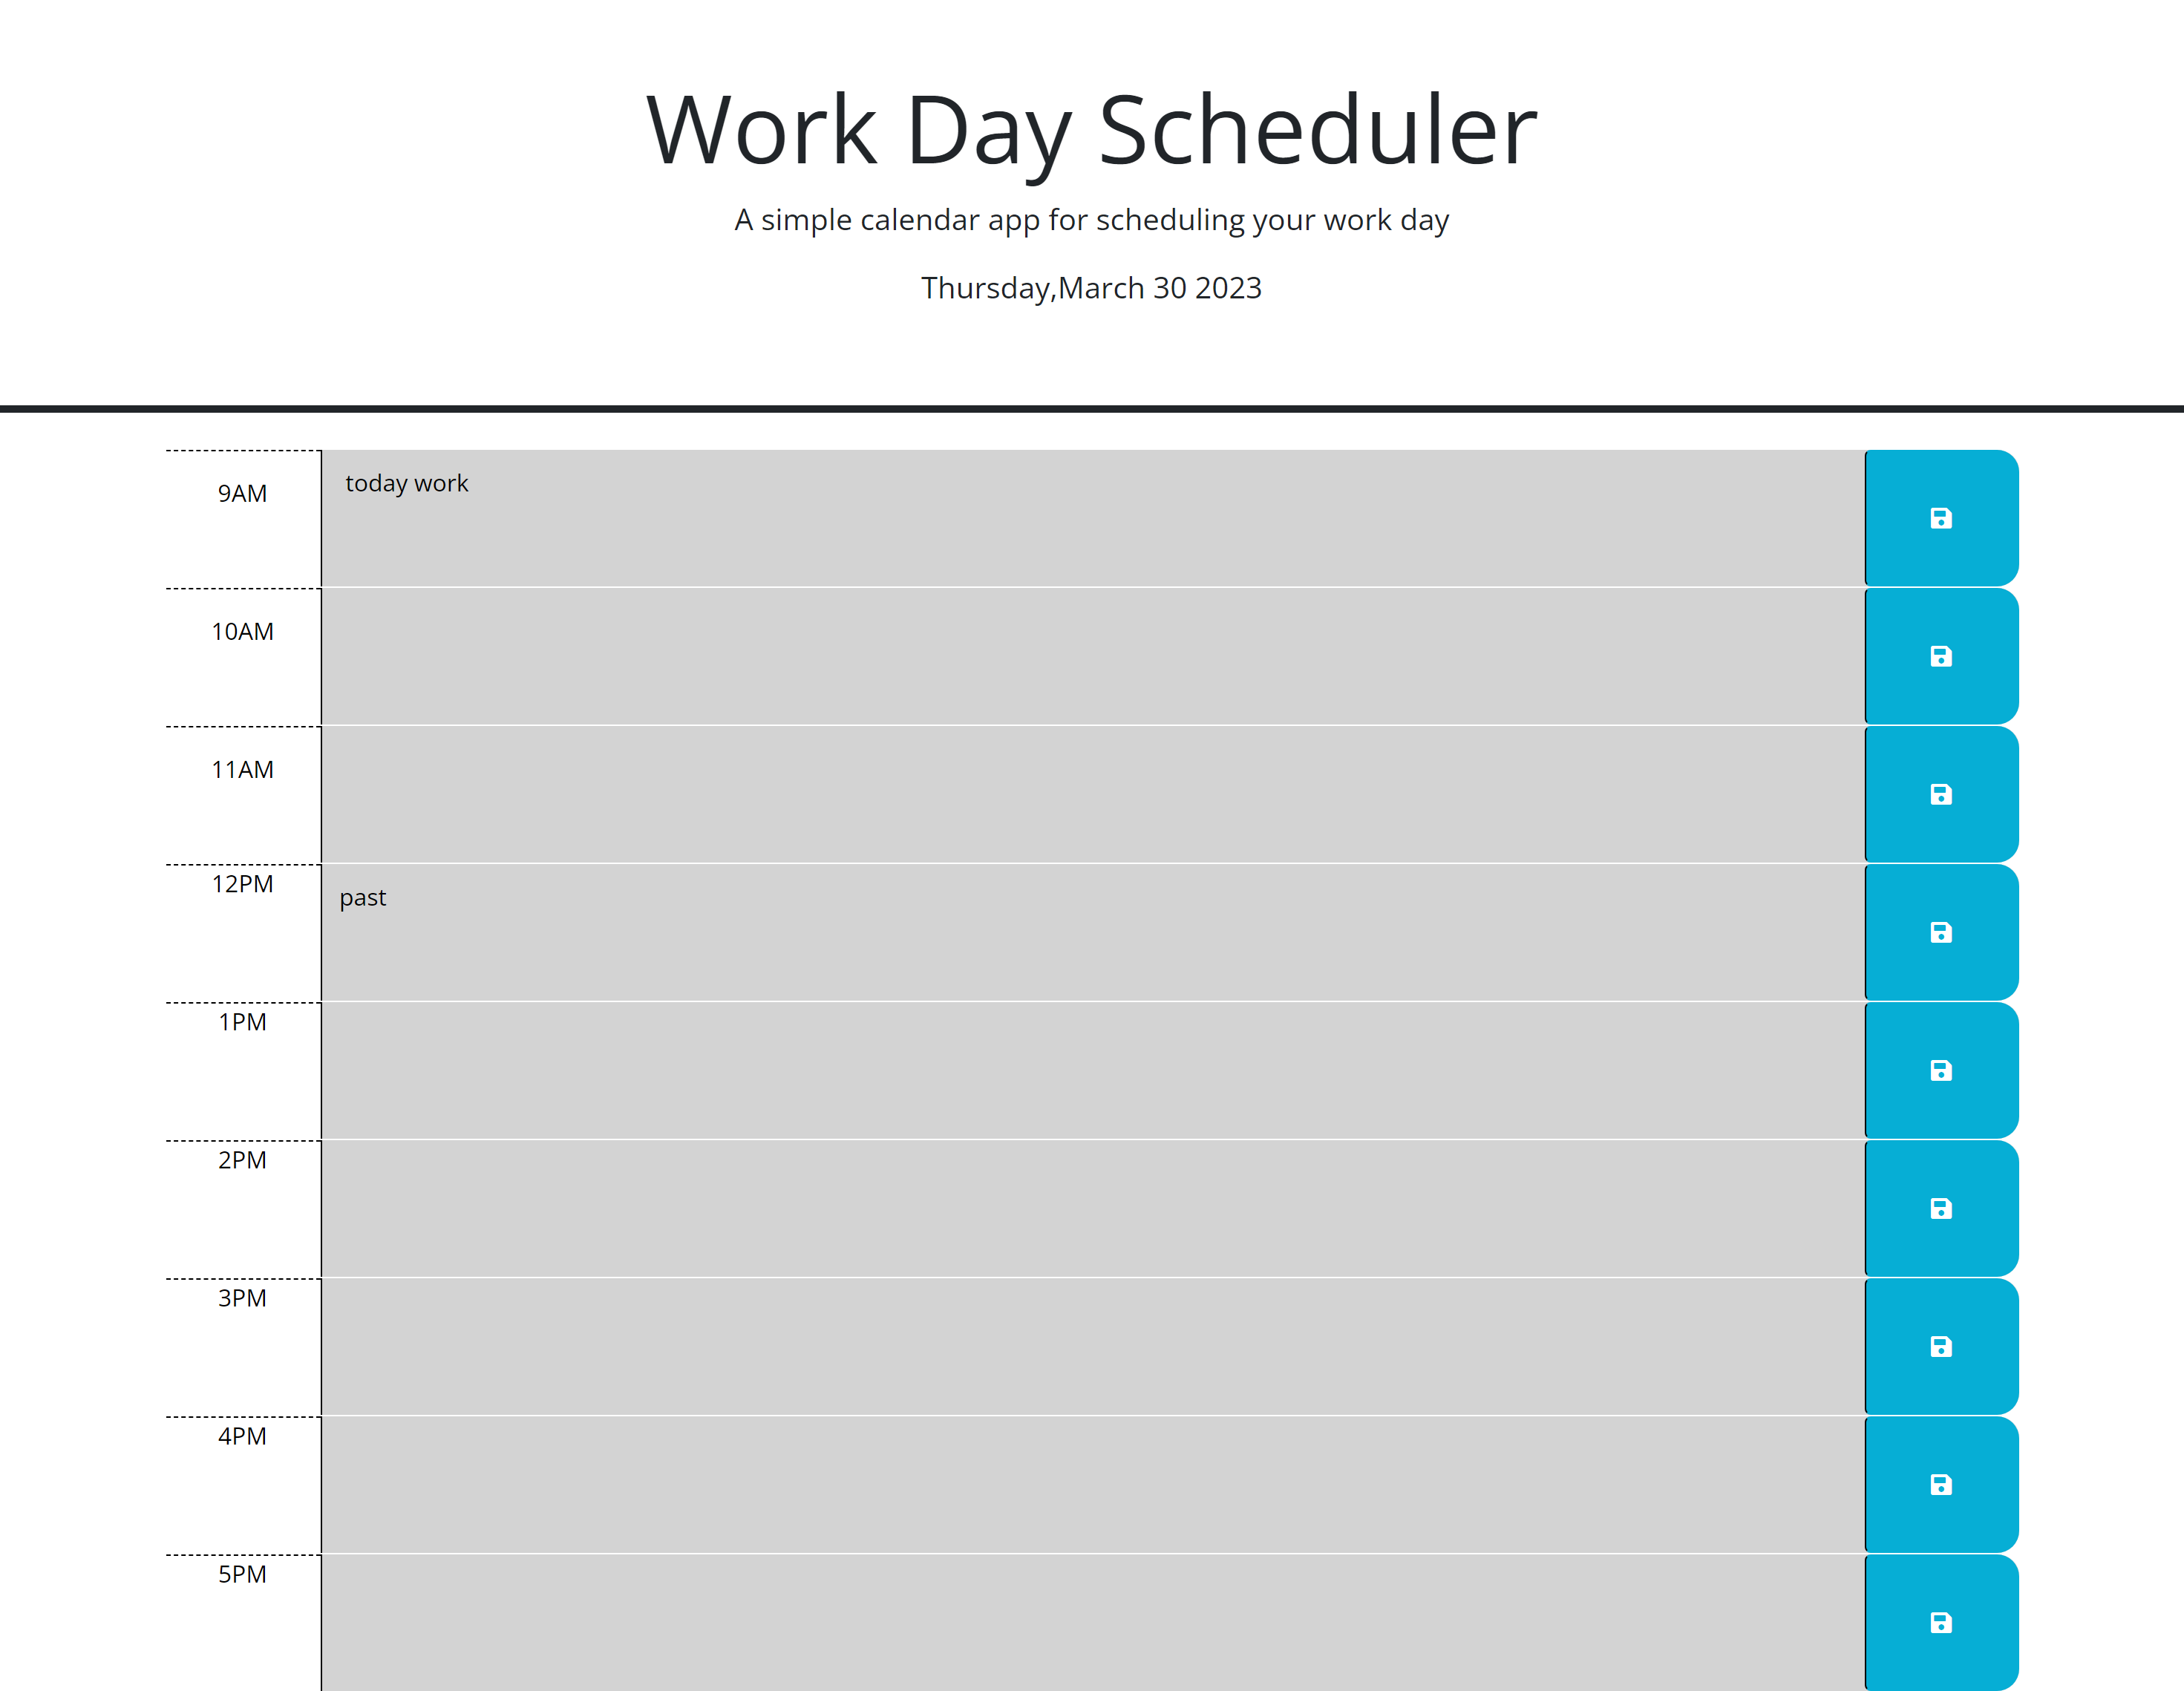 Work Day Scheduler
A simple calendar app for scheduling your work day
Thursday,March 30 2023
9AM
today work
10AM
11AM
12PM
past
1PM
2PM
3PM
4PM
5PM